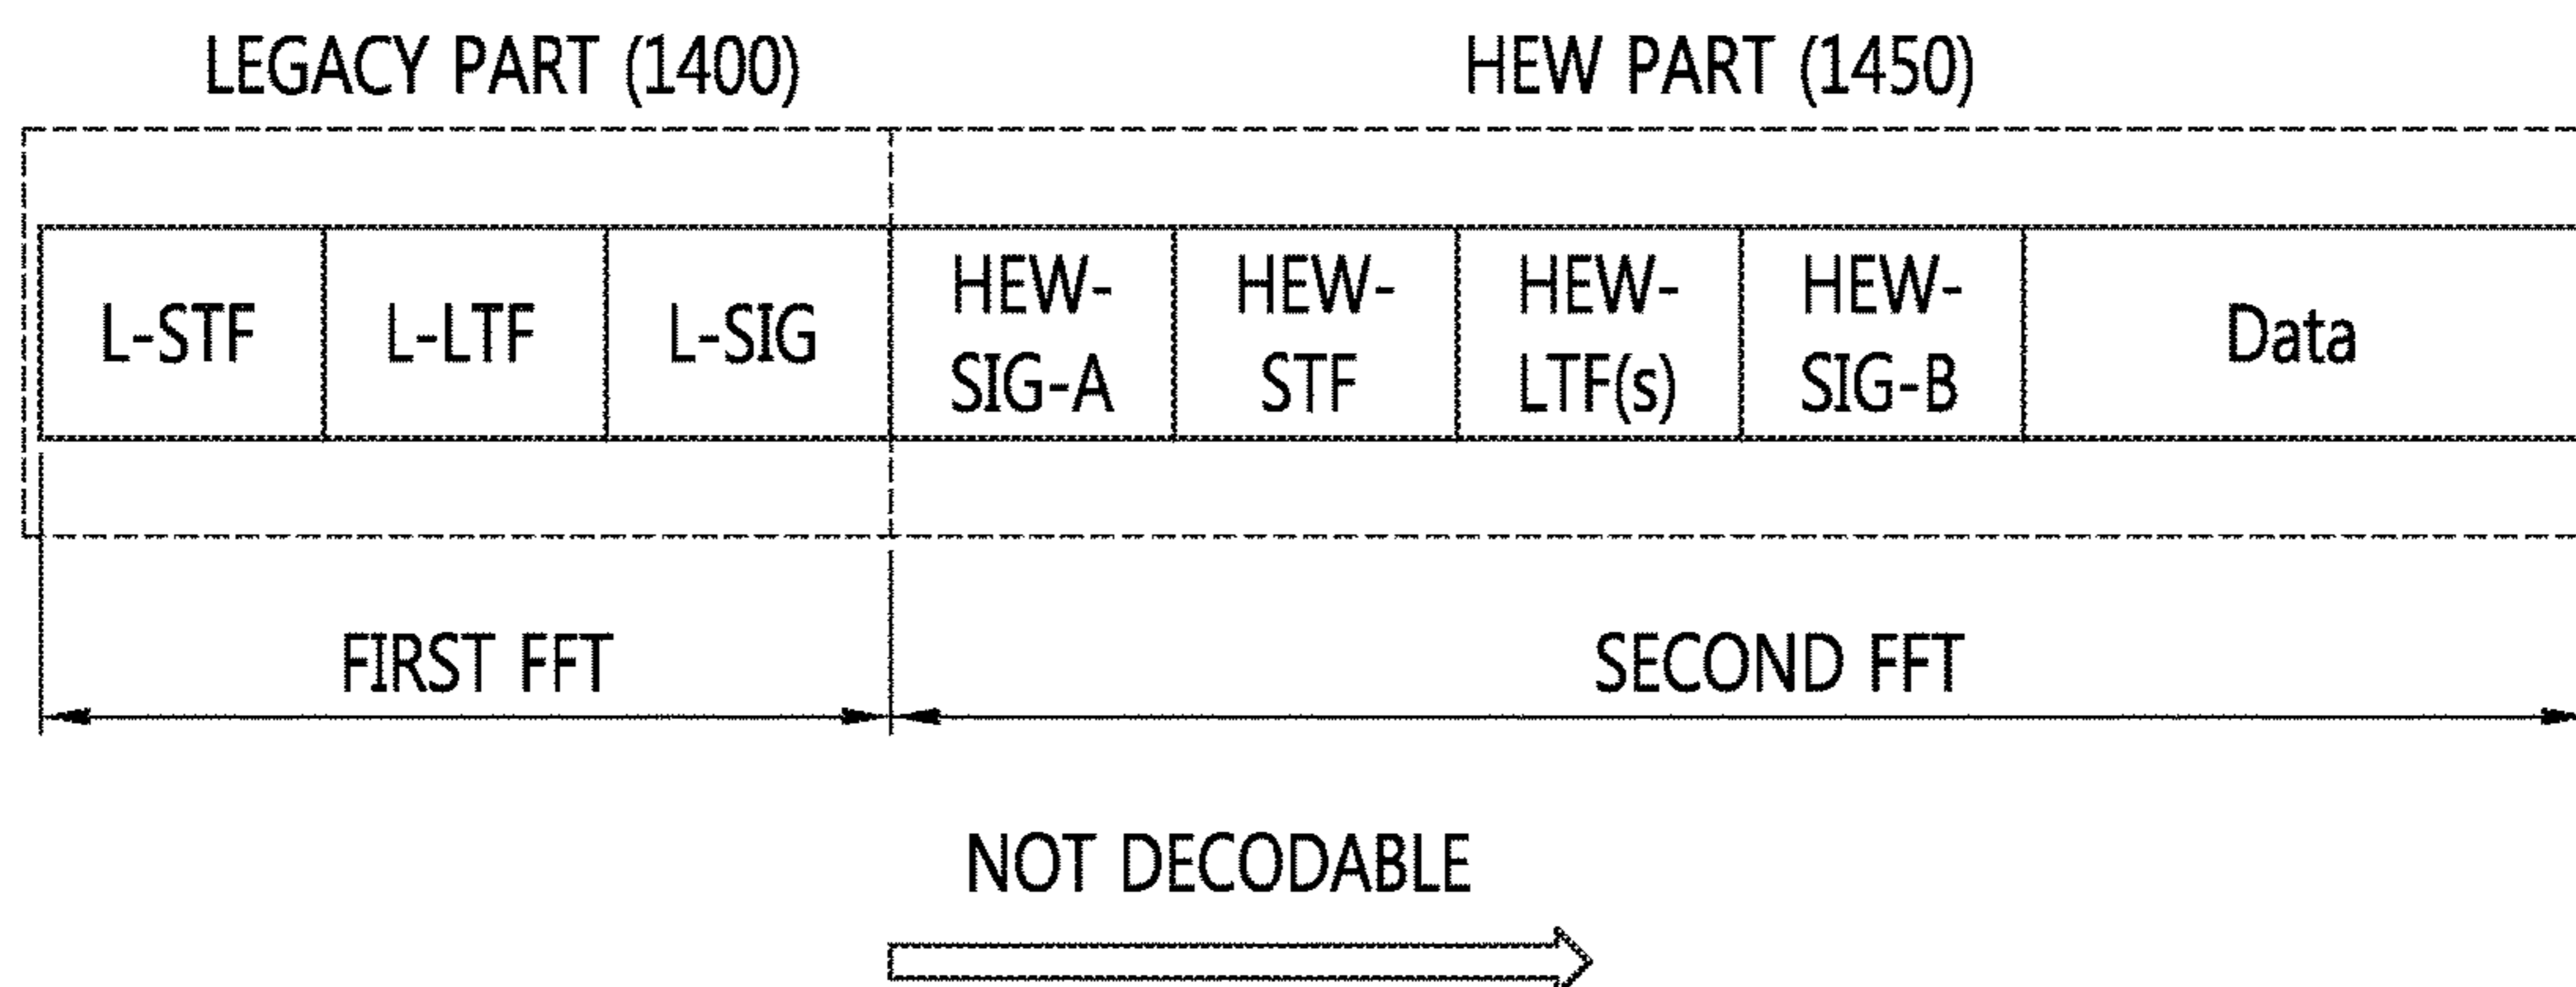 LEGACY PART (1400)
HEW PART (1450)
L-STF
L-LTF
L-SIG
HEW-
SIG-A
HEW-
STF
HEW-
LTF(s)
HEW-
SIG-B
Data
FIRST FFT
SECOND FFT
NOT DECODABLE